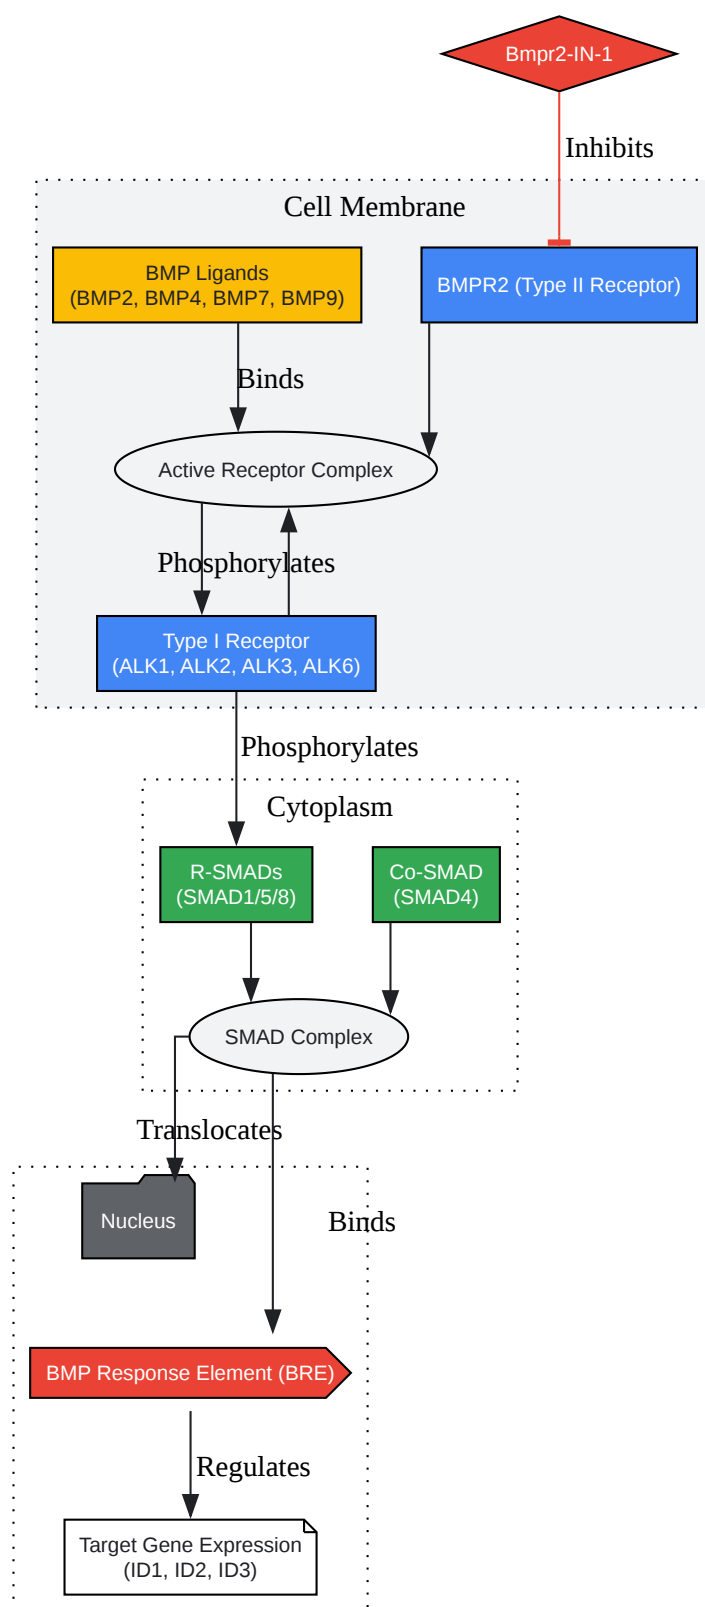 Bmpr2-IN-1
Inhibits
Cell Membrane
BMP Ligands
(BMP2, BMP4, BMP7, BMP9)
BMPR2 (Type II Receptor)
Binds
Active Receptor Complex
Phosphorylates
Type I Receptor
(ALK1, ALK2, ALK3, ALK6)
Phosphorylates
Cytoplasm
R-SMADs
(SMAD1/5/8)
Co-SMAD
(SMAD4)
SMAD Complex
Translocates
Nucleus
Binds
BMP Response Element (BRE)
Regulates
Target Gene Expression
(ID1, ID2, ID3)